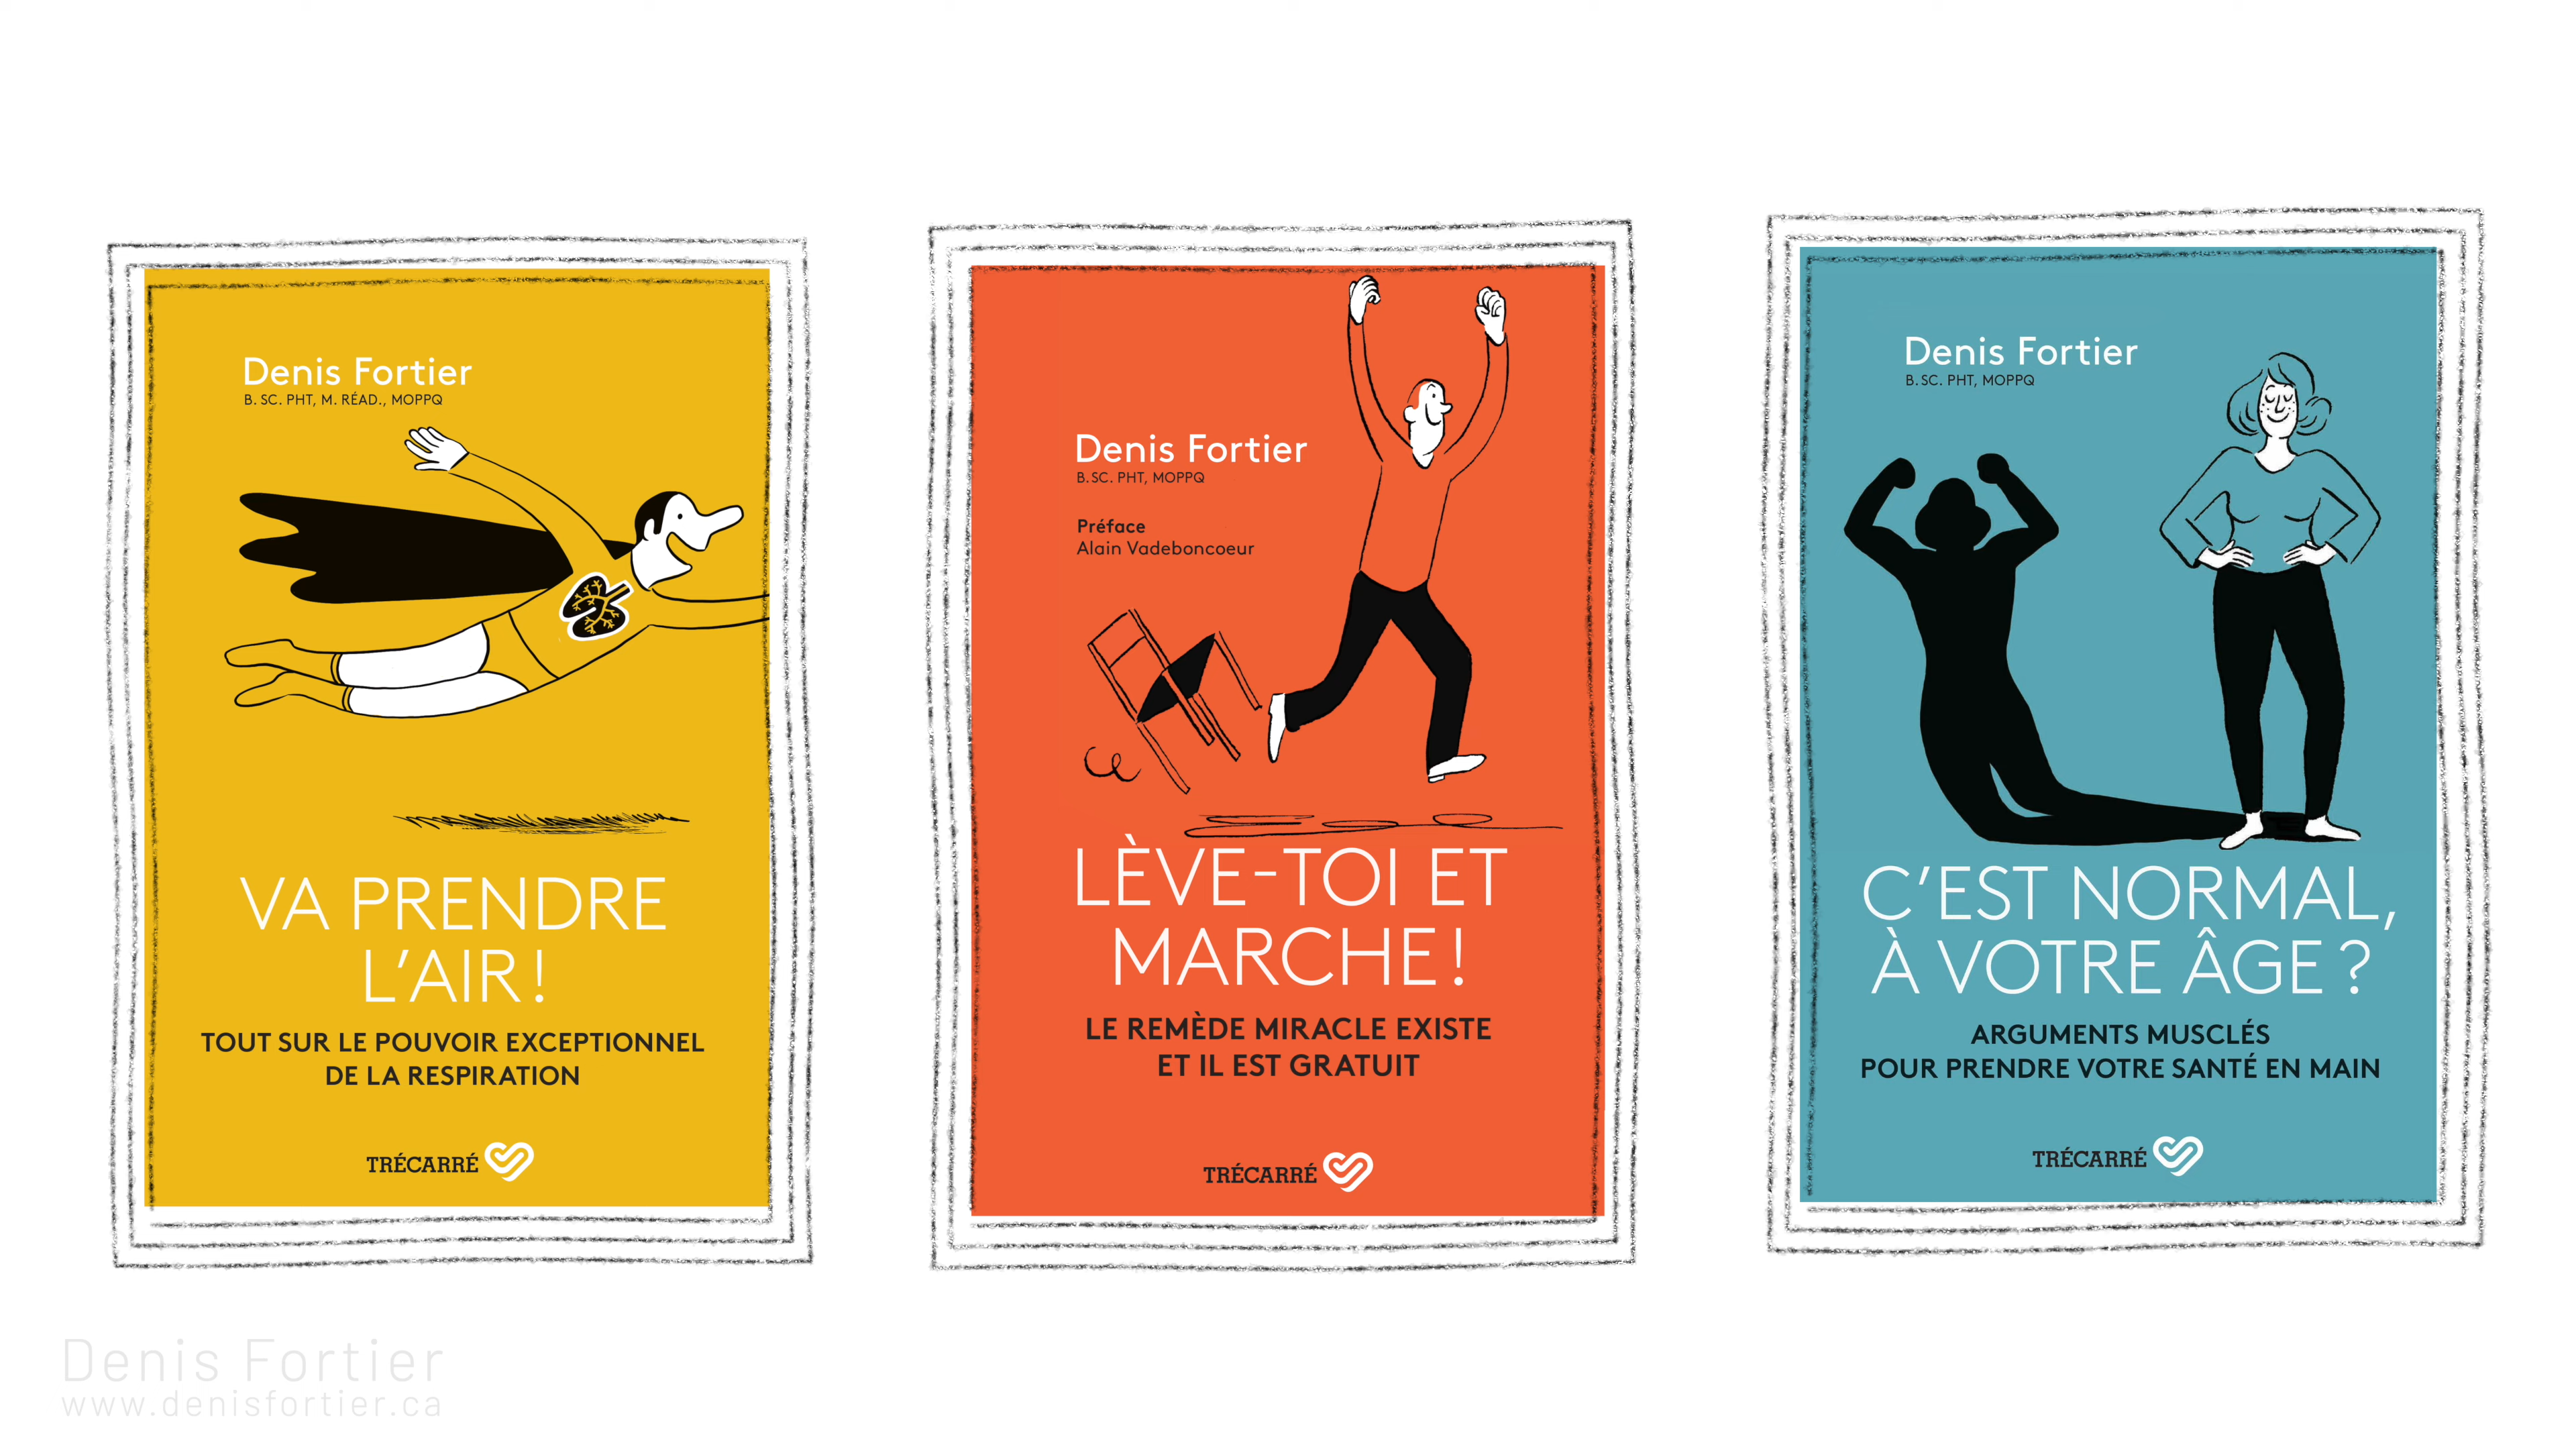 Denis Fortier
B. SC. PHT, M. RÉAD., MOPPQ
VA PRENDRE
L'AIR !
TOUT SUR LE POUVOIR EXCEPTIONNEL
DE LA RESPIRATION
TRÉCARRÉ
Denis Fortier
B. SC. PHT, MOPPQ
Préface
Alain Vadeboncoeur
LÈVE-TOI ET
MARCHE !
LE REMÈDE MIRACLE EXISTE
ET IL EST GRATUIT
TRÉCARRÉ
Denis Fortier
B. SC. PHT, MOPPQ
C'EST NORMAL,
À VOTRE ÂGE ?
ARGUMENTS MUSCLÉS
POUR PRENDRE VOTRE SANTÉ EN MAIN
TRÉCARRÉ
Denis Fortier
www.denisfortier.ca